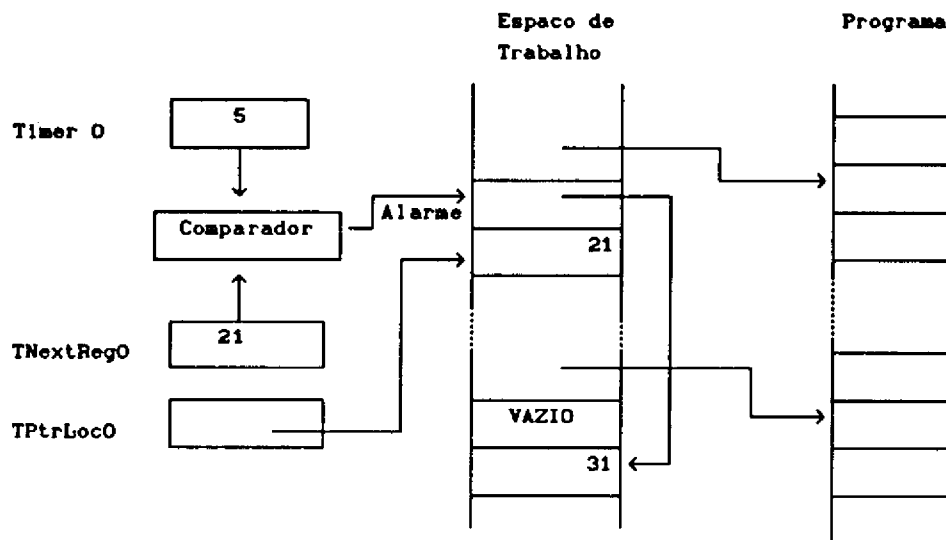 Espaco de
Trabalho
Programa
Timer 0
5
Comparador
Alarme
21
TNextReg0
21
TPtrLoc0
VAZIO
31